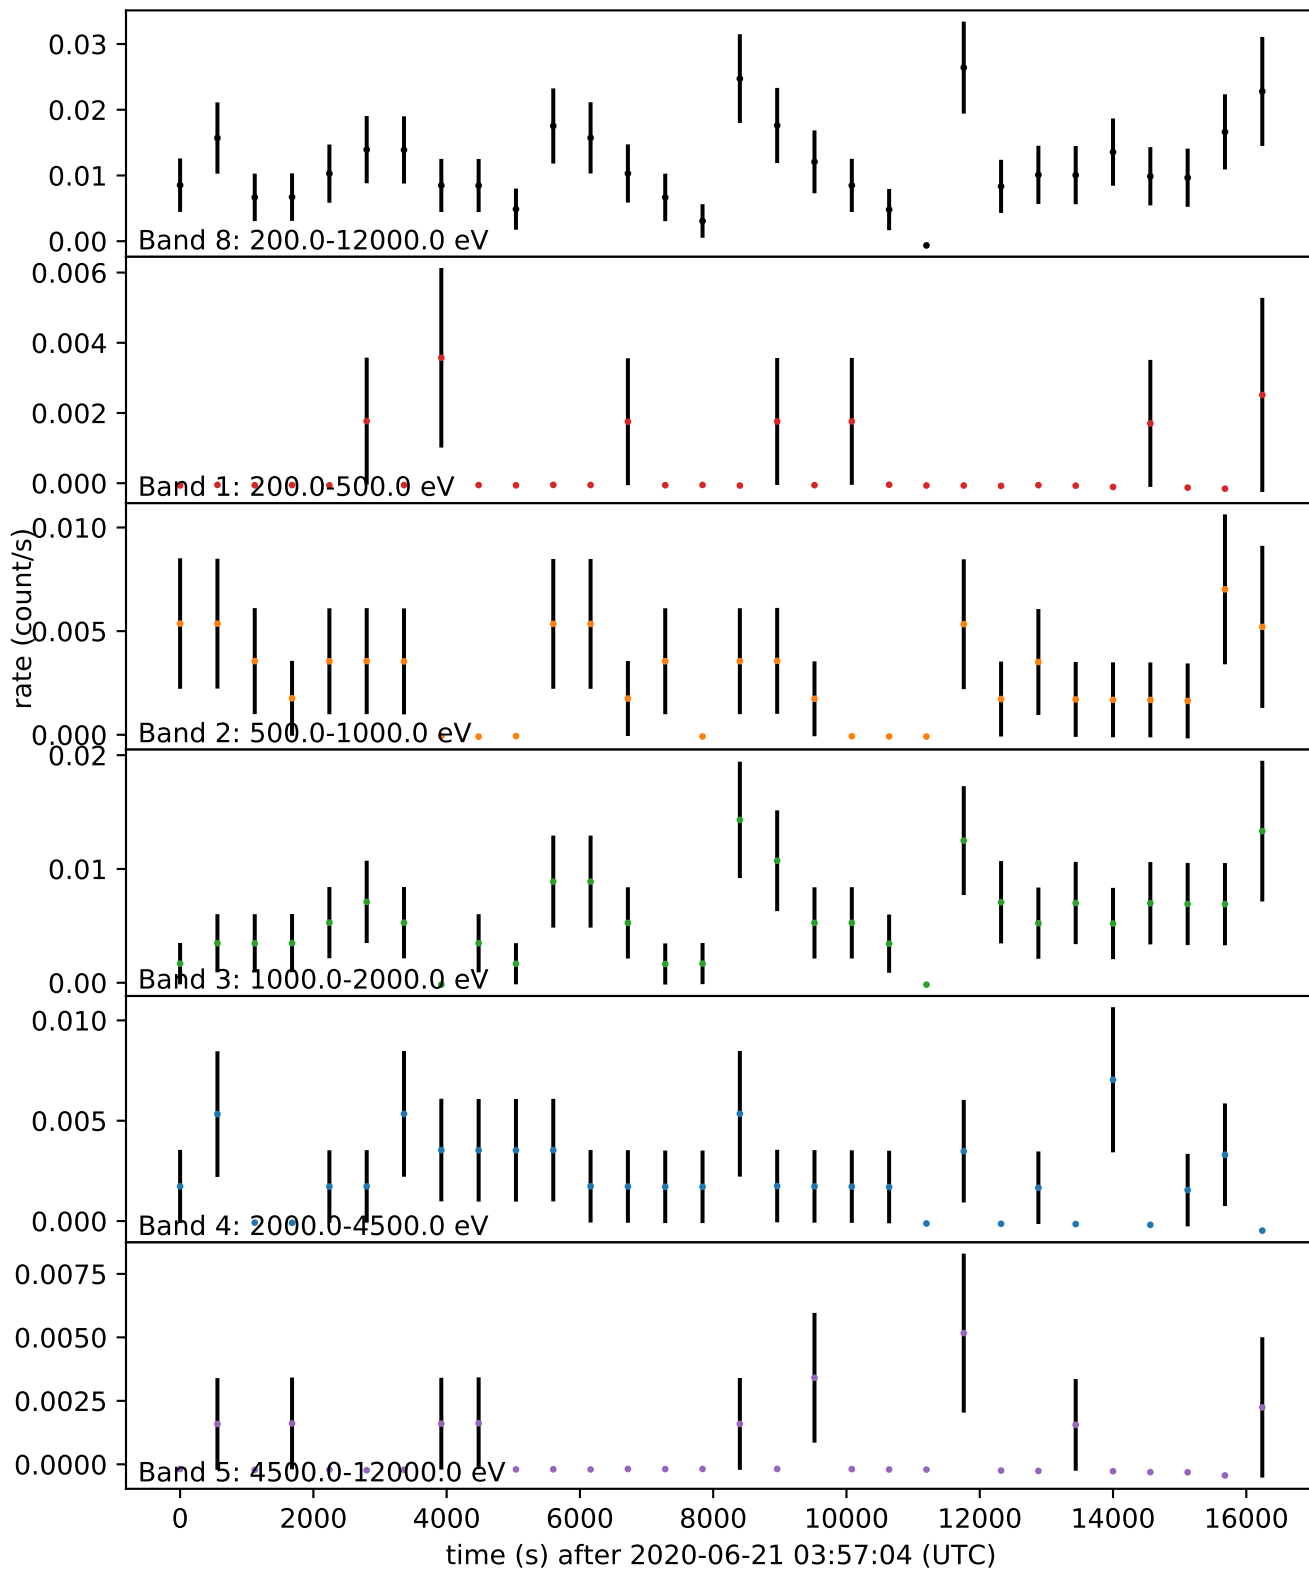 0.03
0.02
0.01
0.00
Band 8: 200.0-12000.0 eV
0.006
0.004
0.002
0.000
Band 1: 200.0-500.0 eV
rate (count/s)
0.010
0.005
0.000
Band 2: 500.0-1000.0 eV
0.02
0.01
0.00
Band 3: 1000.0-2000.0 eV
0.010
0.005
0.000
Band 4: 2000.0-4500.0 eV
0.0075
0.0050
0.0025
0.0000
Band 5: 4500.0-12000.0 eV
0 2000 4000 6000 8000 10000 12000 14000 16000
time (s) after 2020-06-21 03:57:04 (UTC)